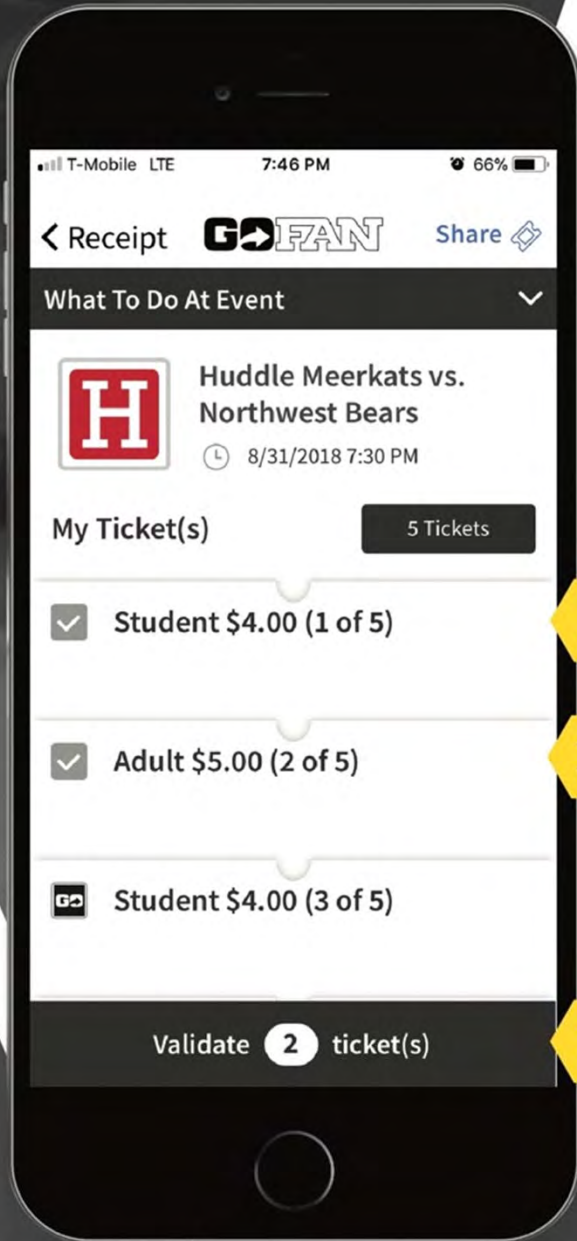 T-Mobile LTE 7:46 PM 66%
Receipt GOFAN Share
What To Do At Event
H
Huddle Meerkats vs.
Northwest Bears
8/31/2018 7:30 PM
My Ticket(s) 5 Tickets
Student $4.00 (1 of 5)
Adult $5.00 (2 of 5)
GO Student $4.00 (3 of 5)
Validate 2 ticket(s)